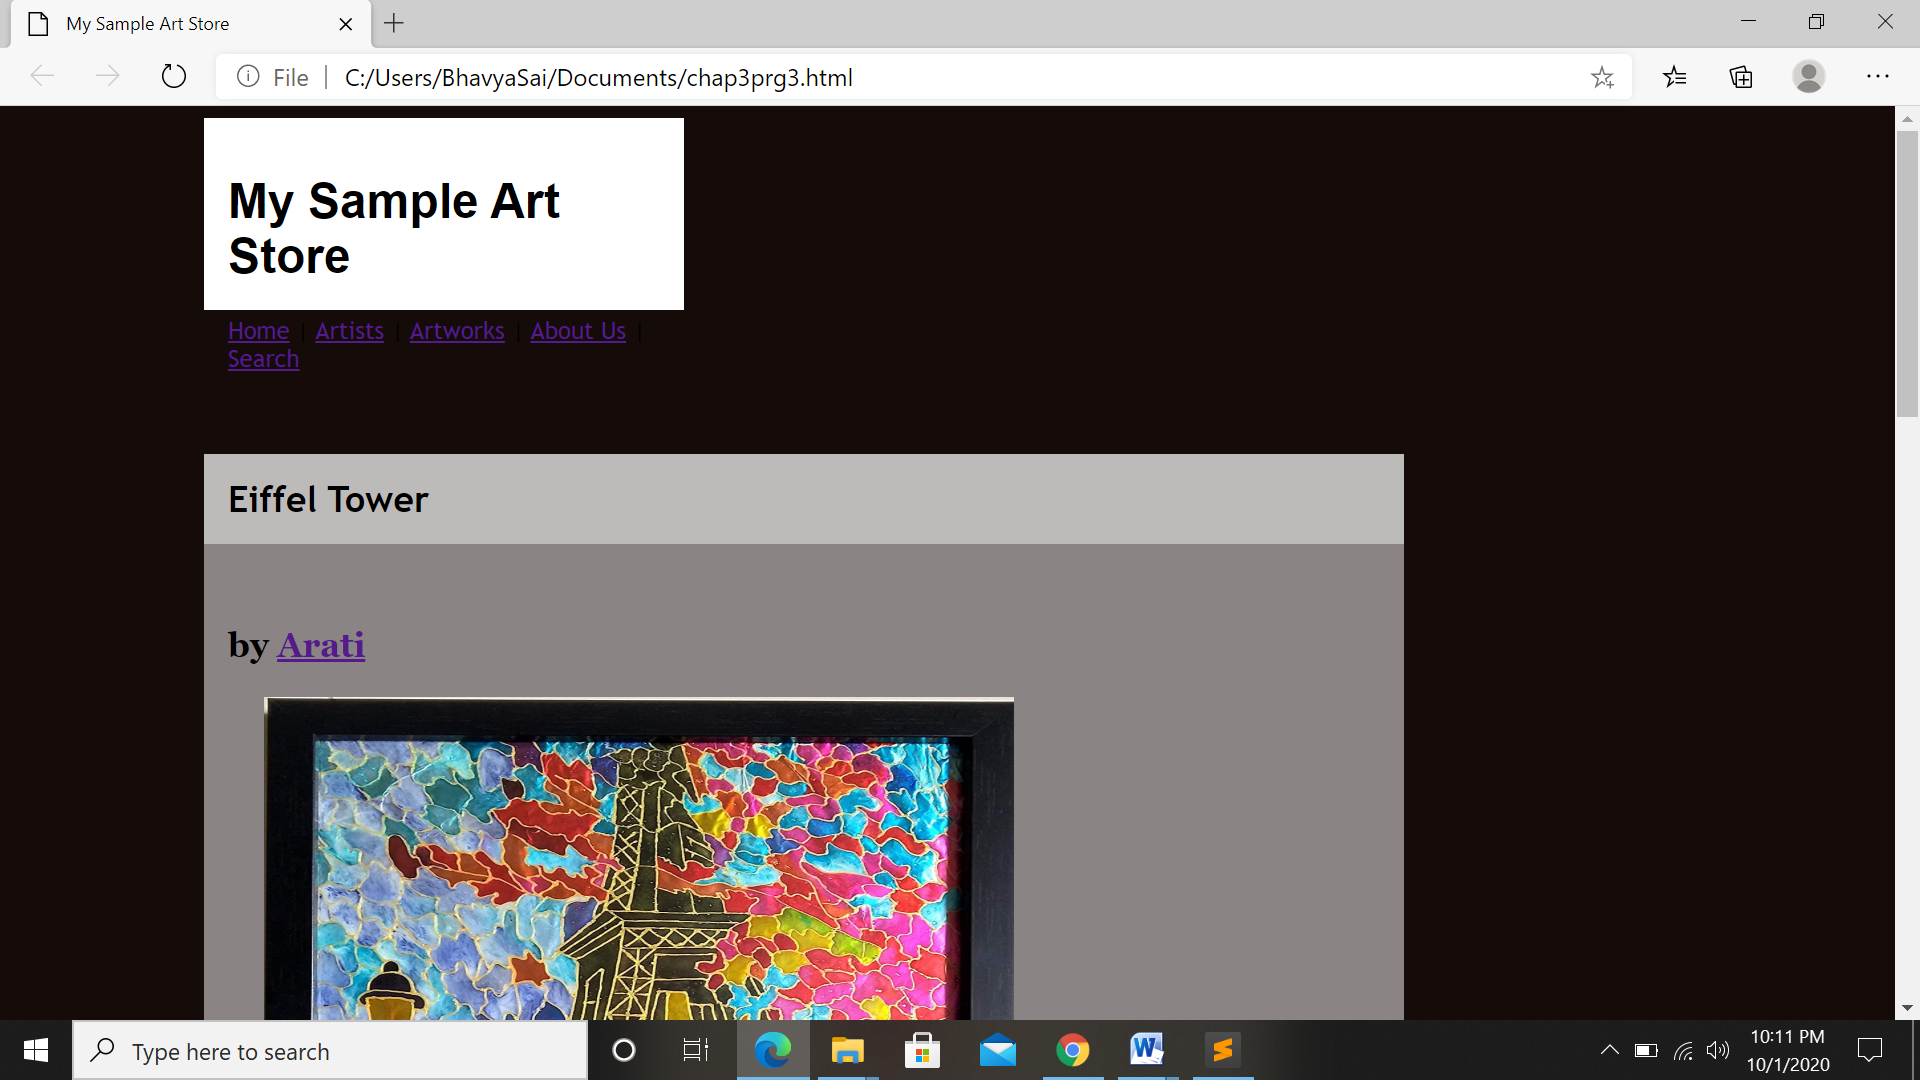 My Sample Art Store
File | C:/Users/BhavyaSai/Documents/chap3prg3.html
My Sample Art
Store
Home | Artists | Artworks | About Us |
Search
Eiffel Tower
by Arati
Type here to search
10:11 PM
10/1/2020